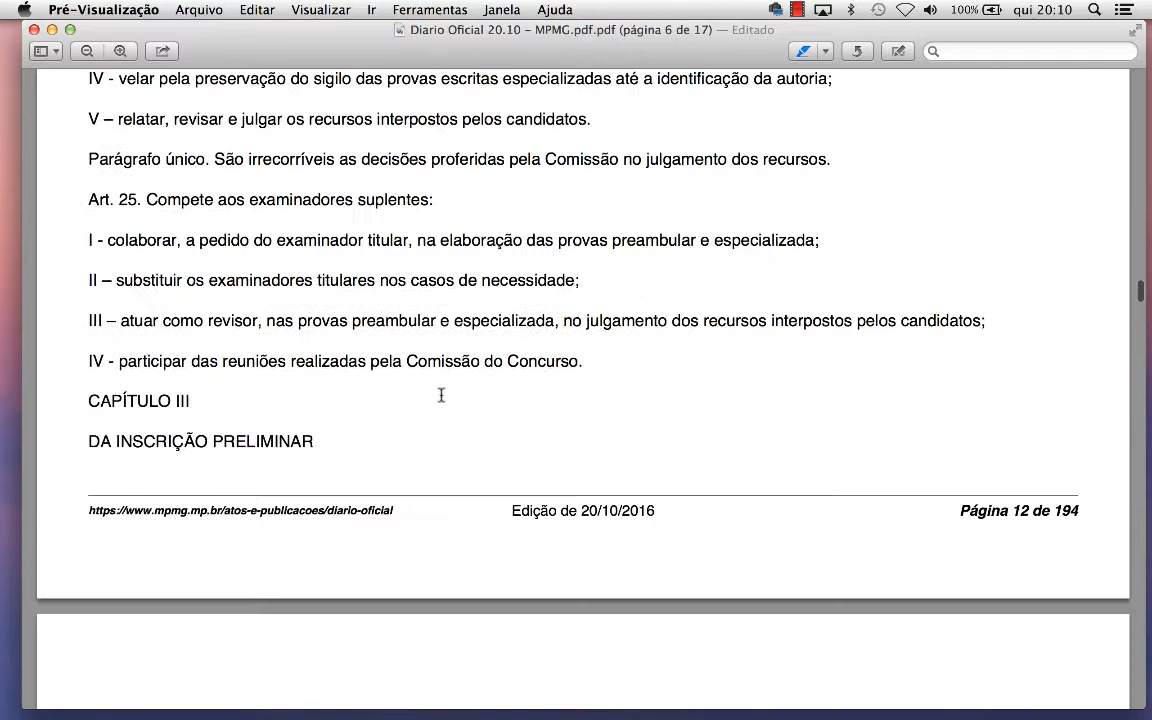 Pré-Visualização Arquivo Editar Visualizar Ir Ferramentas Janela Ajuda 100% qui 20:10
Diario Oficial 20.10 - MPMG.pdf.pdf (página 6 de 17) — Editado
IV - velar pela preservação do sigilo das provas escritas especializadas até a identificação da autoria;
V – relatar, revisar e julgar os recursos interpostos pelos candidatos.
Parágrafo único. São irrecorríveis as decisões proferidas pela Comissão no julgamento dos recursos.
Art. 25. Compete aos examinadores suplentes:
I - colaborar, a pedido do examinador titular, na elaboração das provas preambular e especializada;
II – substituir os examinadores titulares nos casos de necessidade;
III – atuar como revisor, nas provas preambular e especializada, no julgamento dos recursos interpostos pelos candidatos;
IV - participar das reuniões realizadas pela Comissão do Concurso.
CAPÍTULO III
DA INSCRIÇÃO PRELIMINAR
https://www.mpmg.mp.br/atos-e-publicacoes/diario-oficial Edição de 20/10/2016 Página 12 de 194